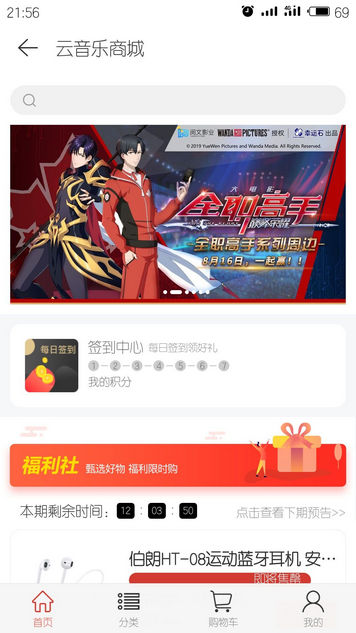 21:56
4G
69
云音乐商城
阅文影业 WANDA PICTURES 授权 幸运石 出品
© 2019 YueWen Pictures and Wanda Media. All Rights Reserved.
大电影
全职高手
巅峰荣耀
全职高手系列周边
8月16日,一起赢!!
每日签到
签到中心 每日签到领好礼
1 2 3 4 5 6 7
我的积分
福利社 甄选好物 福利限时购
本期剩余时间: 12 : 03 : 50 点击查看下期预告>>
伯朗HT-08运动蓝牙耳机 安…
即将售罄
首页 分类 购物车 我的